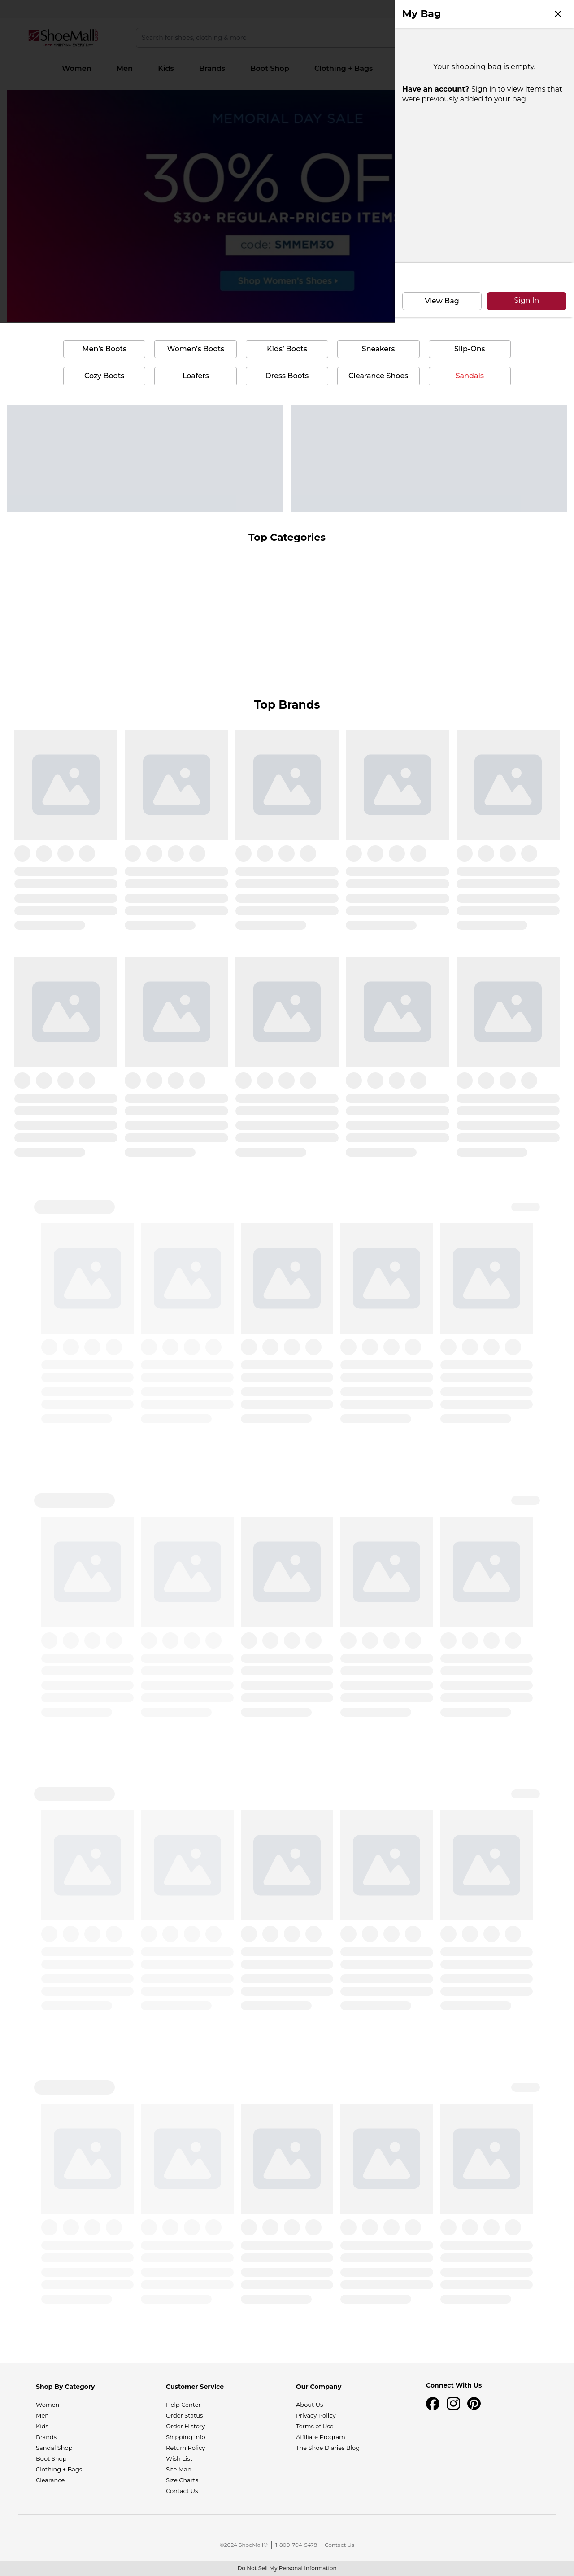 My Bag
ShoeMall
FREE SHIPPING EVERY DAY
Search for shoes, clothing & more
Your shopping bag is empty.
Have an account? Sign in to view items that
were previously added to your bag.
Women Men Kids Brands Boot Shop Clothing + Bags
MEMORIAL DAY SALE
30% OF
$30+ REGULAR-PRICED ITEM
code: SMMEM30
Shop Women's Shoes
View Bag
Sign In
Men's Boots Women's Boots Kids' Boots Sneakers Slip-Ons
Cozy Boots Loafers Dress Boots Clearance Shoes Sandals
Top Categories
Top Brands
Shop By Category
Women
Men
Kids
Brands
Sandal Shop
Boot Shop
Clothing + Bags
Clearance
Customer Service
Help Center
Order Status
Order History
Shipping Info
Return Policy
Wish List
Site Map
Size Charts
Contact Us
Our Company
About Us
Privacy Policy
Terms of Use
Affiliate Program
The Shoe Diaries Blog
Connect With Us
©2024 ShoeMall® | 1-800-704-5478 | Contact Us
Do Not Sell My Personal Information